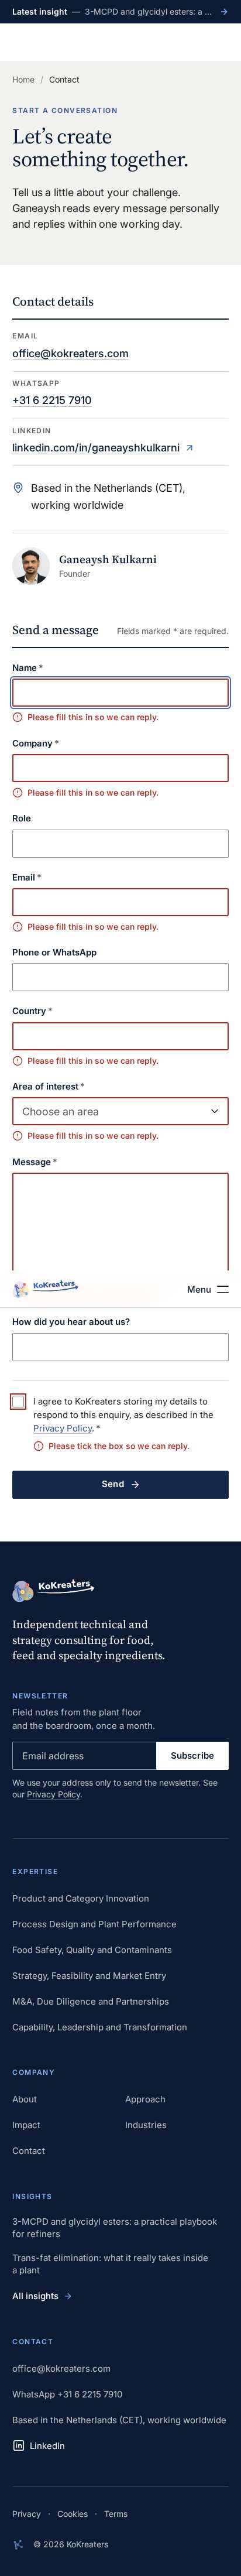 Latest insight — 3-MCPD and glycidyl esters: a ...
Home / Contact
START A CONVERSATION
Let’s create
something together.
Tell us a little about your challenge.
Ganeaysh reads every message personally
and replies within one working day.
Contact details
EMAIL
office@kokreaters.com
WHATSAPP
+31 6 2215 7910
LINKEDIN
linkedin.com/in/ganeayshkulkarni
Based in the Netherlands (CET),
working worldwide
Ganeaysh Kulkarni
Founder
Send a message
Fields marked * are required.
Name *
Please fill this in so we can reply.
Company *
Please fill this in so we can reply.
Role
Email *
Please fill this in so we can reply.
Phone or WhatsApp
Country *
Please fill this in so we can reply.
Area of interest *
Choose an area
Please fill this in so we can reply.
Message *
KoKreaters
Menu
How did you hear about us?
I agree to KoKreaters storing my details to
respond to this enquiry, as described in the
Privacy Policy. *
Please tick the box so we can reply.
Send
KoKreaters
Independent technical and
strategy consulting for food,
feed and specialty ingredients.
NEWSLETTER
Field notes from the plant floor
and the boardroom, once a month.
Email address
Subscribe
We use your address only to send the newsletter. See
our Privacy Policy.
EXPERTISE
Product and Category Innovation
Process Design and Plant Performance
Food Safety, Quality and Contaminants
Strategy, Feasibility and Market Entry
M&A, Due Diligence and Partnerships
Capability, Leadership and Transformation
COMPANY
About
Approach
Impact
Industries
Contact
INSIGHTS
3-MCPD and glycidyl esters: a practical playbook
for refiners
Trans-fat elimination: what it really takes inside
a plant
All insights
CONTACT
office@kokreaters.com
WhatsApp +31 6 2215 7910
Based in the Netherlands (CET), working worldwide
LinkedIn
Privacy · Cookies · Terms
© 2026 KoKreaters